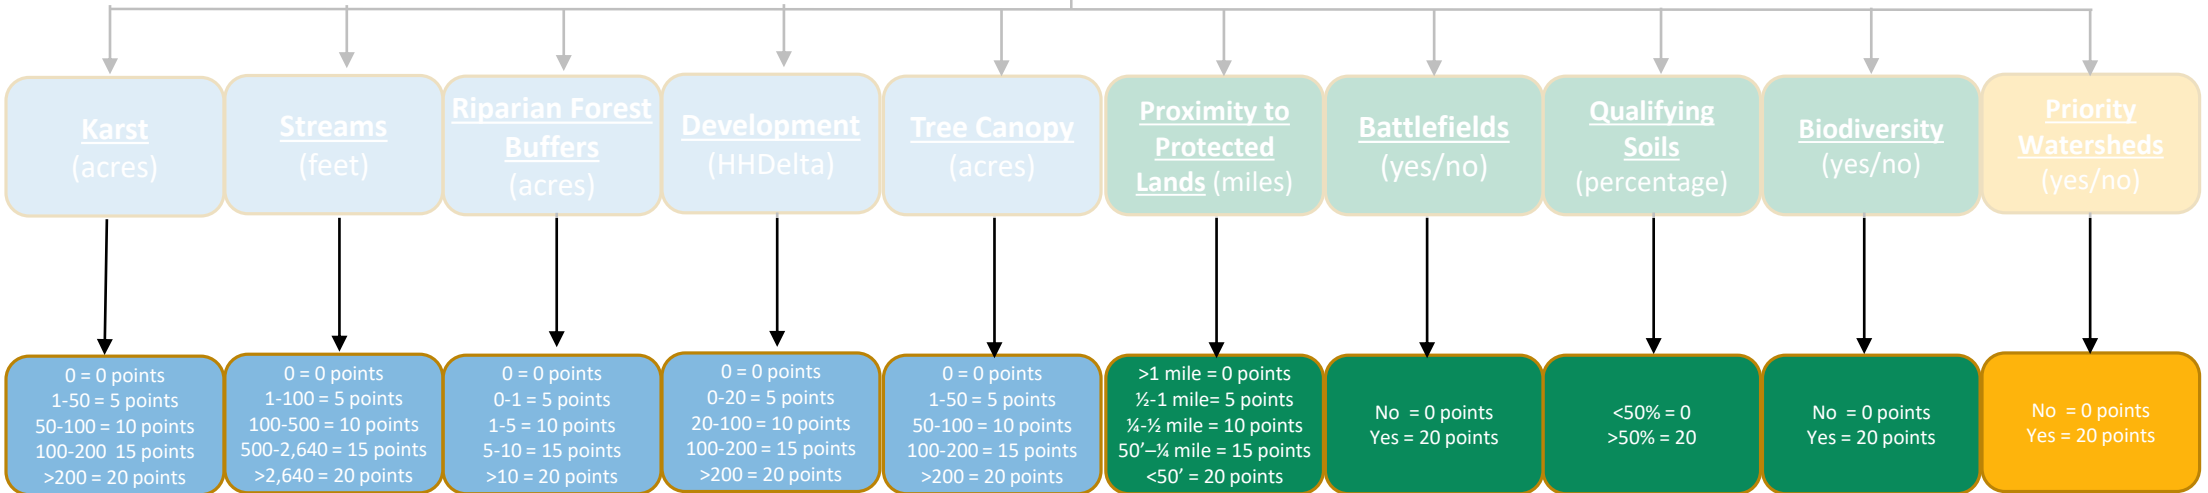 Karst
(acres)
Streams
(feet)
Riparian Forest
Buffers
(acres)
Development
(HHDelta)
Tree Canopy
(acres)
Proximity to
Protected
Lands (miles)
Battlefields
(yes/no)
Qualifying
Soils
(percentage)
Biodiversity
(yes/no)
Priority
Watersheds
(yes/no)
0 = 0 points
1-50 = 5 points
50-100 = 10 points
100-200 15 points
>200 = 20 points
0 = 0 points
1-100 = 5 points
100-500 = 10 points
500-2,640 = 15 points
>2,640 = 20 points
0 = 0 points
0-1 = 5 points
1-5 = 10 points
5-10 = 15 points
>10 = 20 points
0 = 0 points
0-20 = 5 points
20-100 = 10 points
100-200 = 15 points
>200 = 20 points
0 = 0 points
1-50 = 5 points
50-100 = 10 points
100-200 = 15 points
>200 = 20 points
>1 mile = 0 points
½-1 mile= 5 points
¼-½ mile = 10 points
50’–¼ mile = 15 points
<50’ = 20 points
No = 0 points
Yes = 20 points
<50% = 0
>50% = 20
No = 0 points
Yes = 20 points
No = 0 points
Yes = 20 points